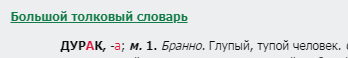 Большой толковый словарь
ДУРАК, -а; м. 1. Бранно. Глупый, тупой человек.